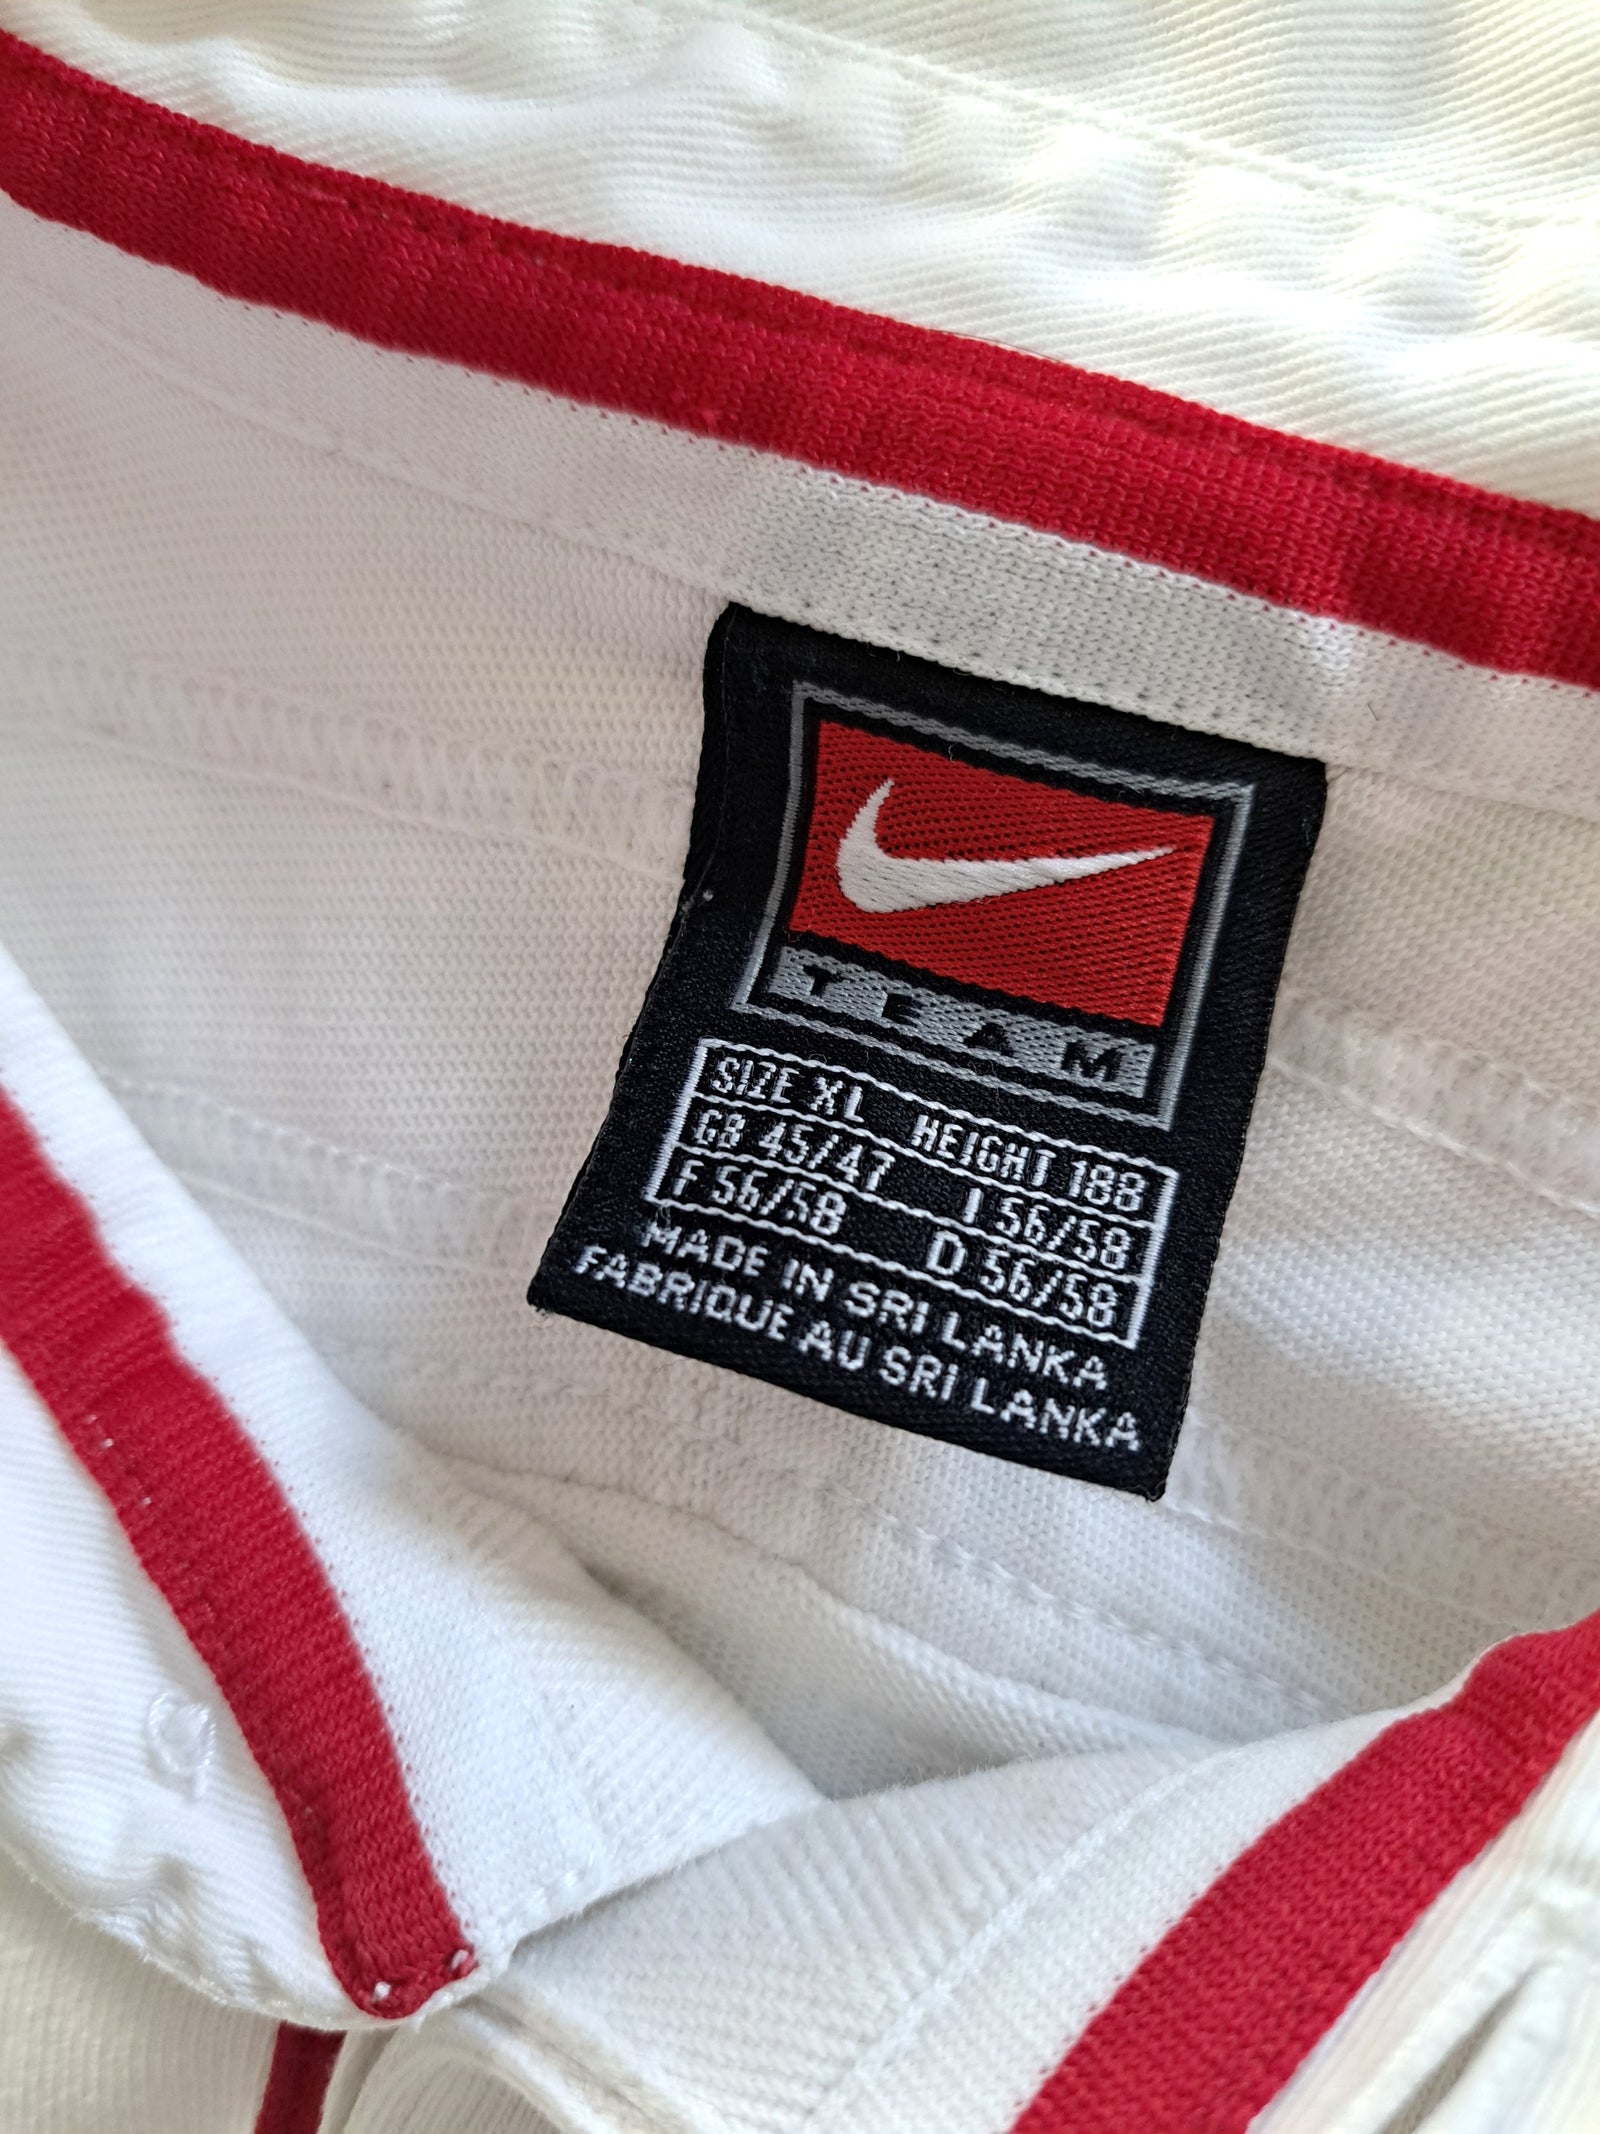 TEAM
SIZE XL HEIGHT 188
GB 45/47 I 56/58
F 56/58 D 56/58
MADE IN SRI LANKA
FABRIQUE AU SRI LANKA